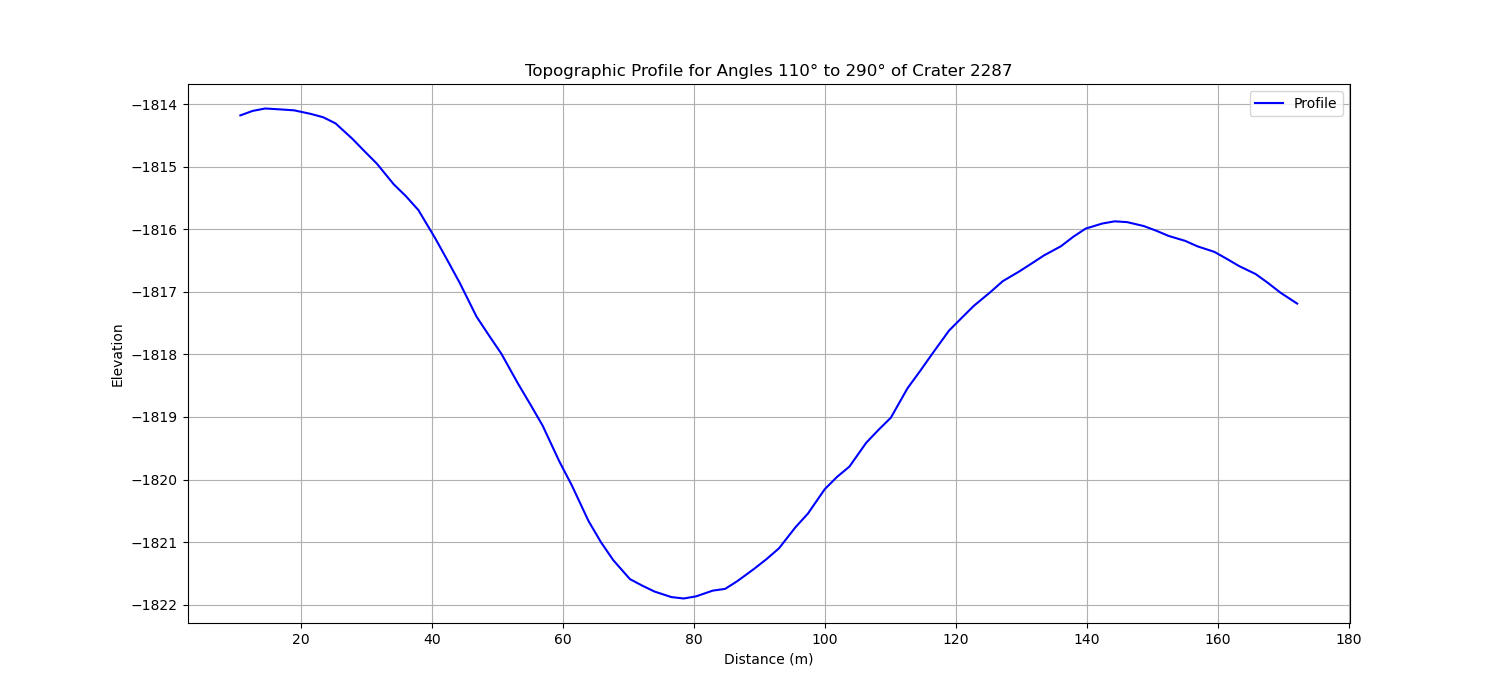 Topographic Profile for Angles 110° to 290° of Crater 2287
Profile
−1814
−1815
−1816
−1817
−1818
−1819
−1820
−1821
−1822
Elevation
20 40 60 80 100 120 140 160 180
Distance (m)